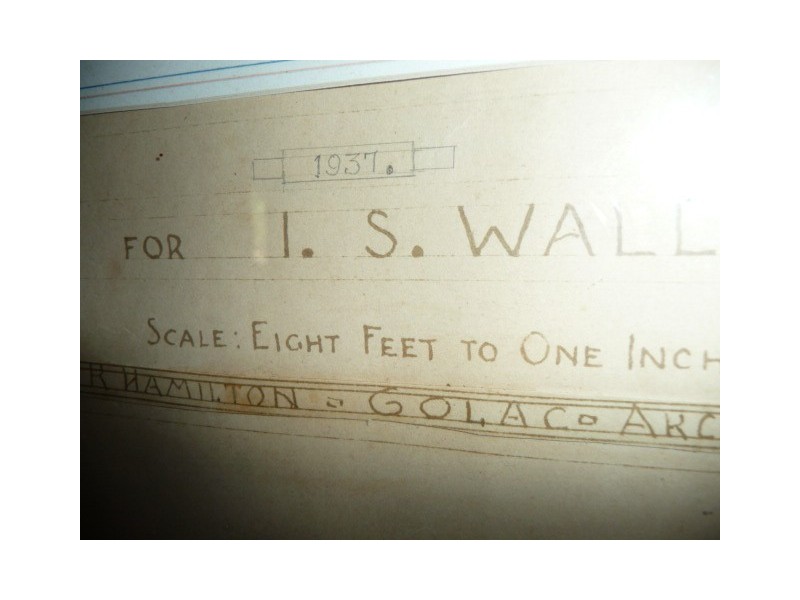 1937.
FOR I. S. WALL
SCALE: EIGHT FEET TO ONE INCH
R HAMILTON - GOLAC - ARC